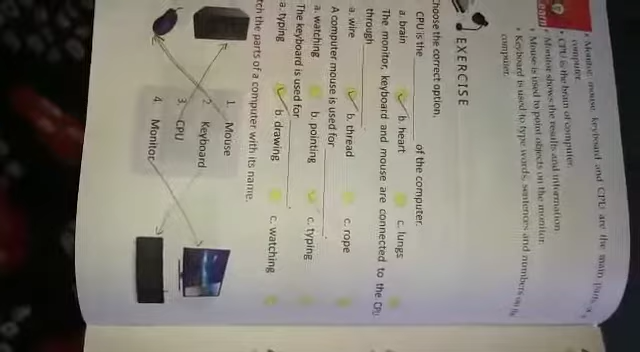 Monitor, mouse, keyboard and CPU are the main parts of a
computer.
CPU is the brain of computer.
Monitor shows the results and information.
Mouse is used to point objects on the monitor.
Keyboard is used to type words, sentences and numbers on the
computer.
EXERCISE
Choose the correct option.
CPU is the ________ of the computer.
a. brain b. heart c. lungs
The monitor, keyboard and mouse are connected to the CPU
through ________.
a. wire b. thread c. rope
A computer mouse is used for ________.
a. watching b. pointing c. typing
The keyboard is used for ________.
a. typing b. drawing c. watching
the parts of a computer with its name.
1. Mouse
2. Keyboard
3. CPU
4. Monitor